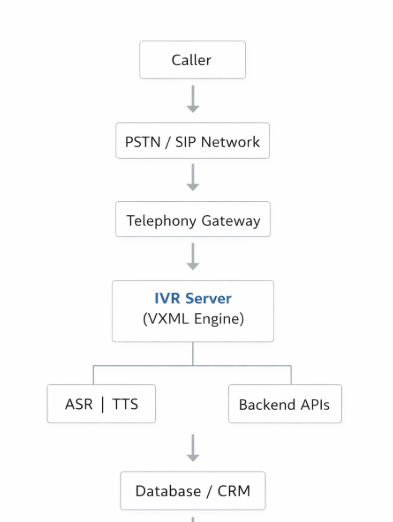 Caller
PSTN / SIP Network
Telephony Gateway
IVR Server
(VXML Engine)
ASR | TTS
Backend APIs
Database / CRM